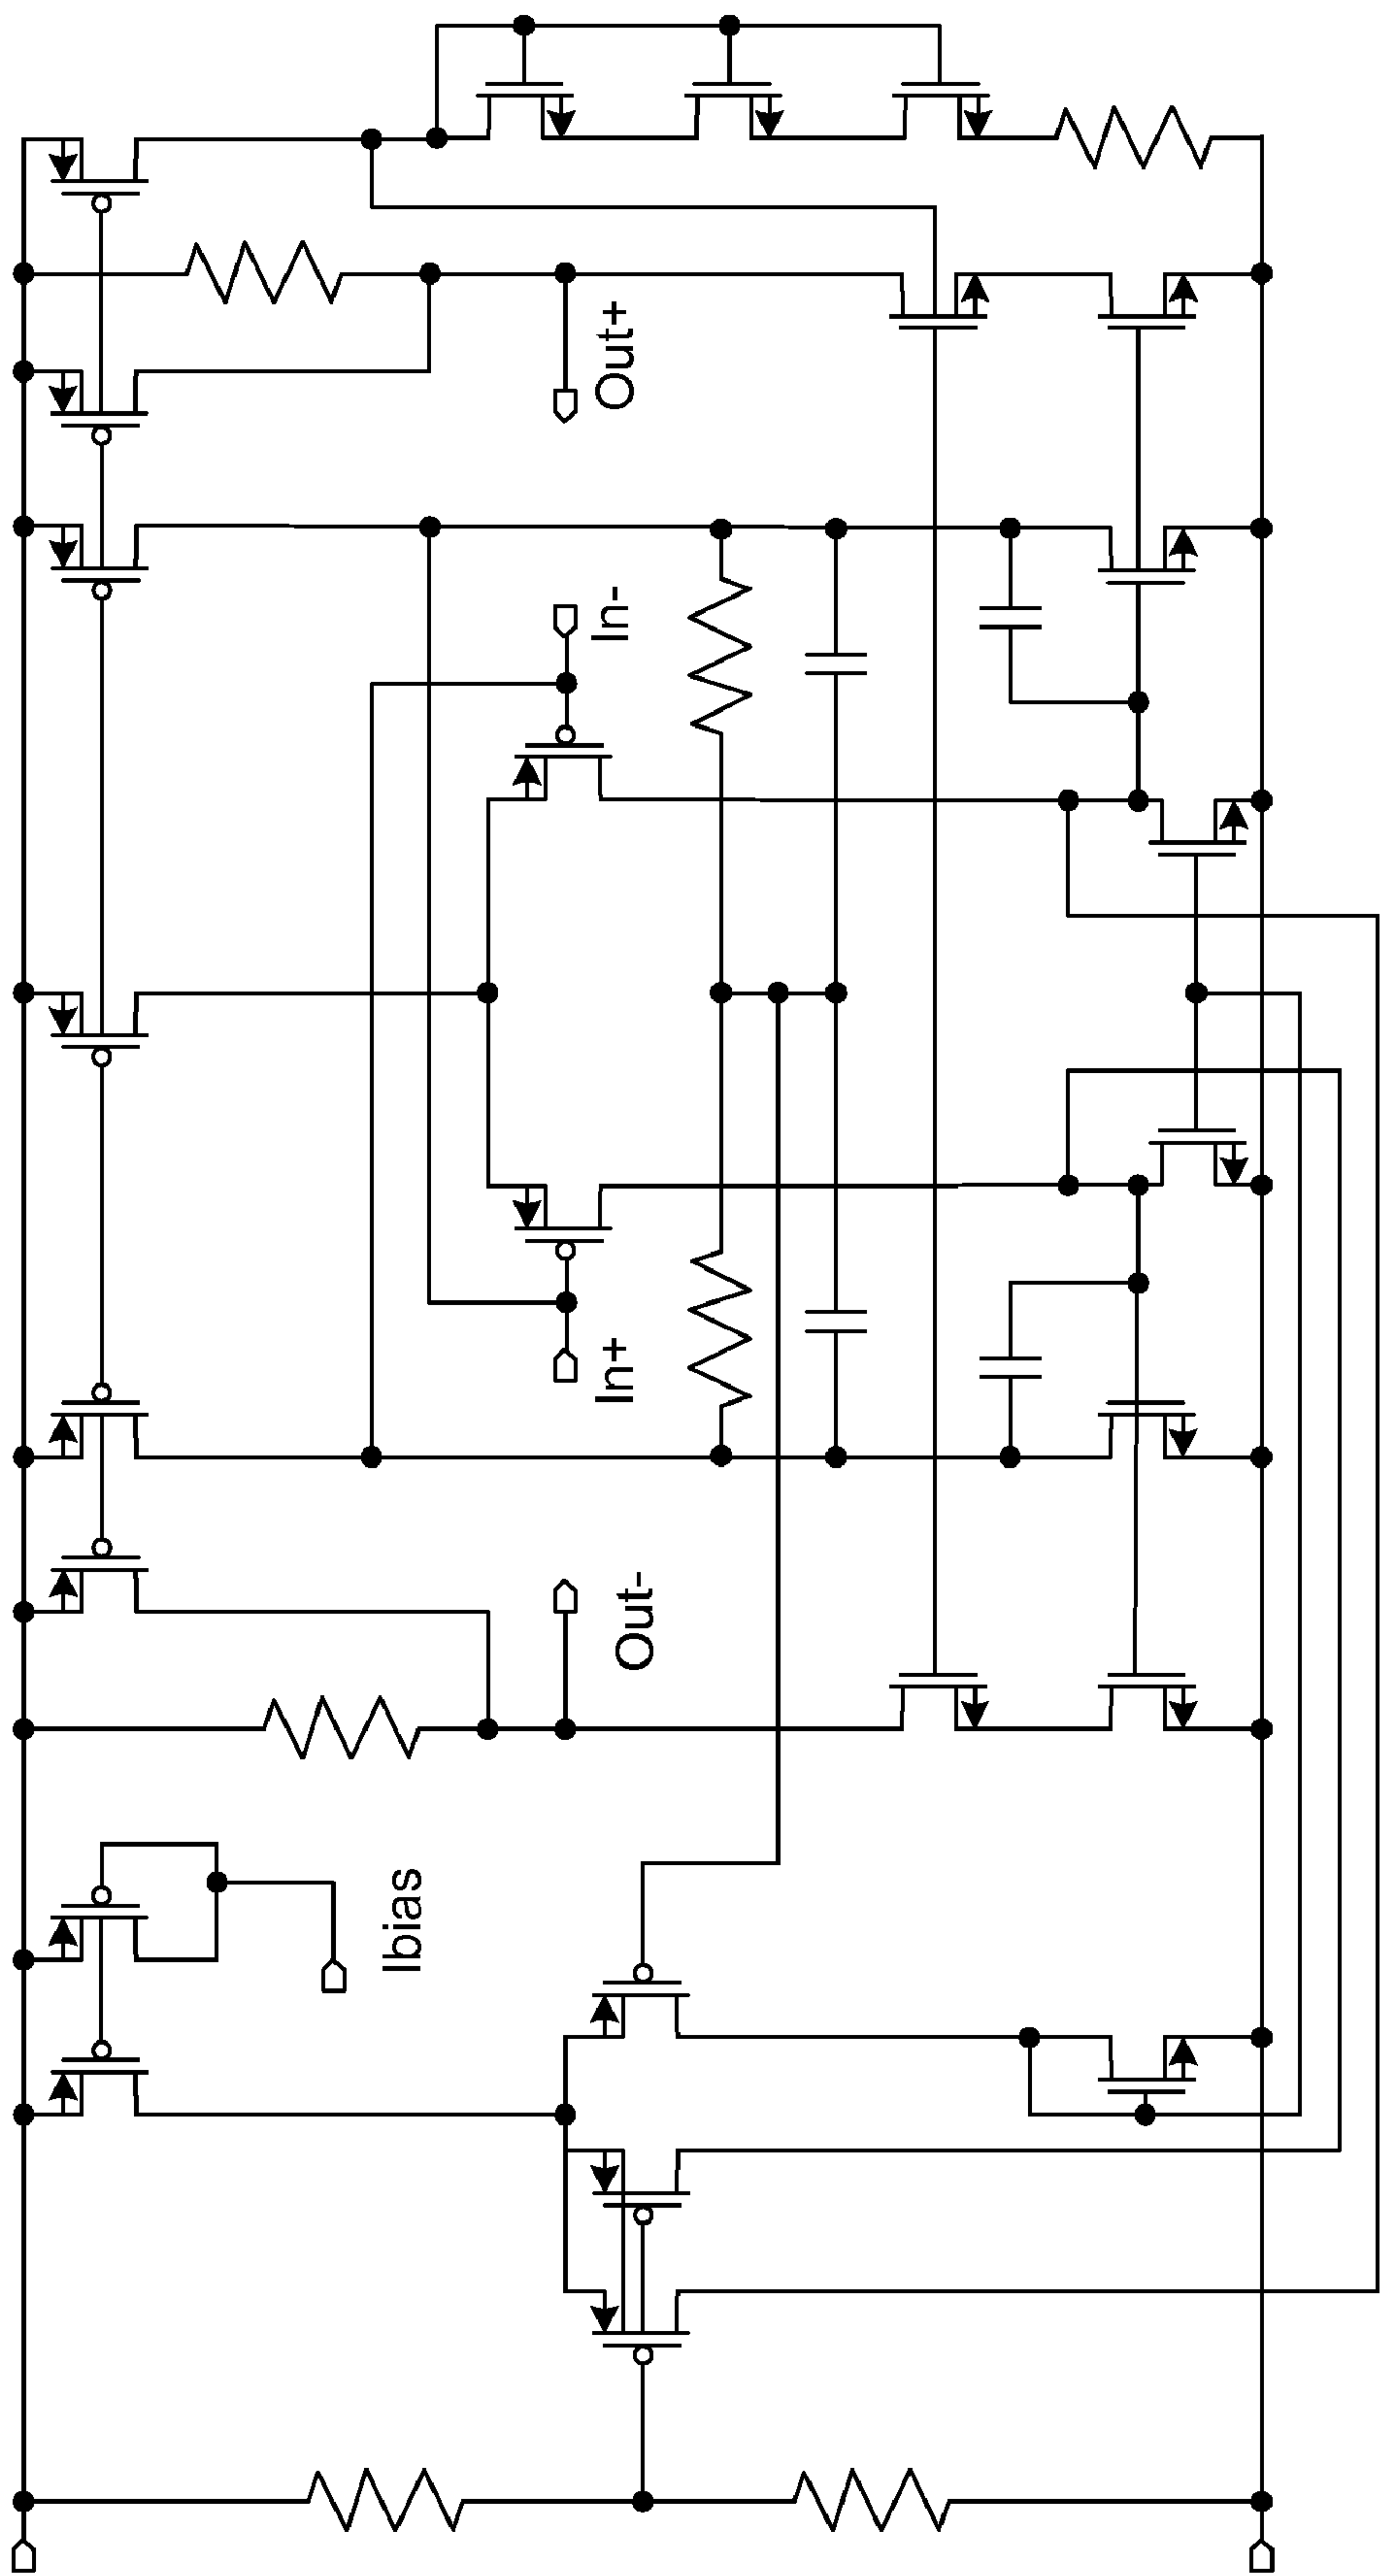 Ibias
Out-
In+
In-
Out+